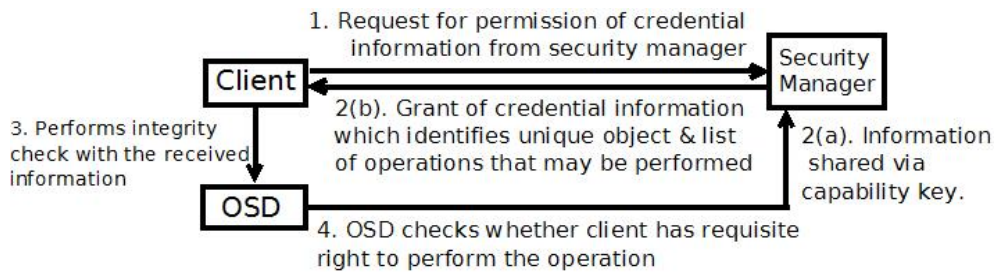 1. Request for permission of credential
information from security manager
Client
Security
Manager
2(b). Grant of credential information
which identifies unique object & list
of operations that may be performed
3. Performs integrity
check with the received
information
2(a). Information
shared via
capability key.
OSD
4. OSD checks whether client has requisite
right to perform the operation